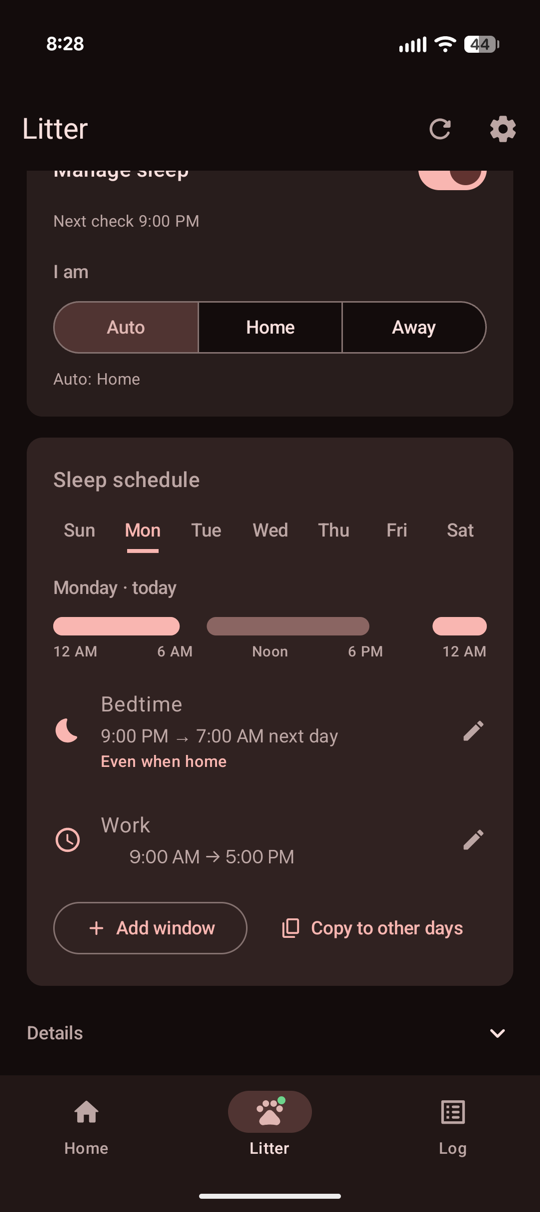 8:28
44
Litter
Manage sleep
Next check 9:00 PM
I am
Auto Home Away
Auto: Home
Sleep schedule
Sun Mon Tue Wed Thu Fri Sat
Monday · today
12 AM 6 AM Noon 6 PM 12 AM
Bedtime
9:00 PM → 7:00 AM next day
Even when home
Work
9:00 AM → 5:00 PM
+ Add window Copy to other days
Details
Home Litter Log